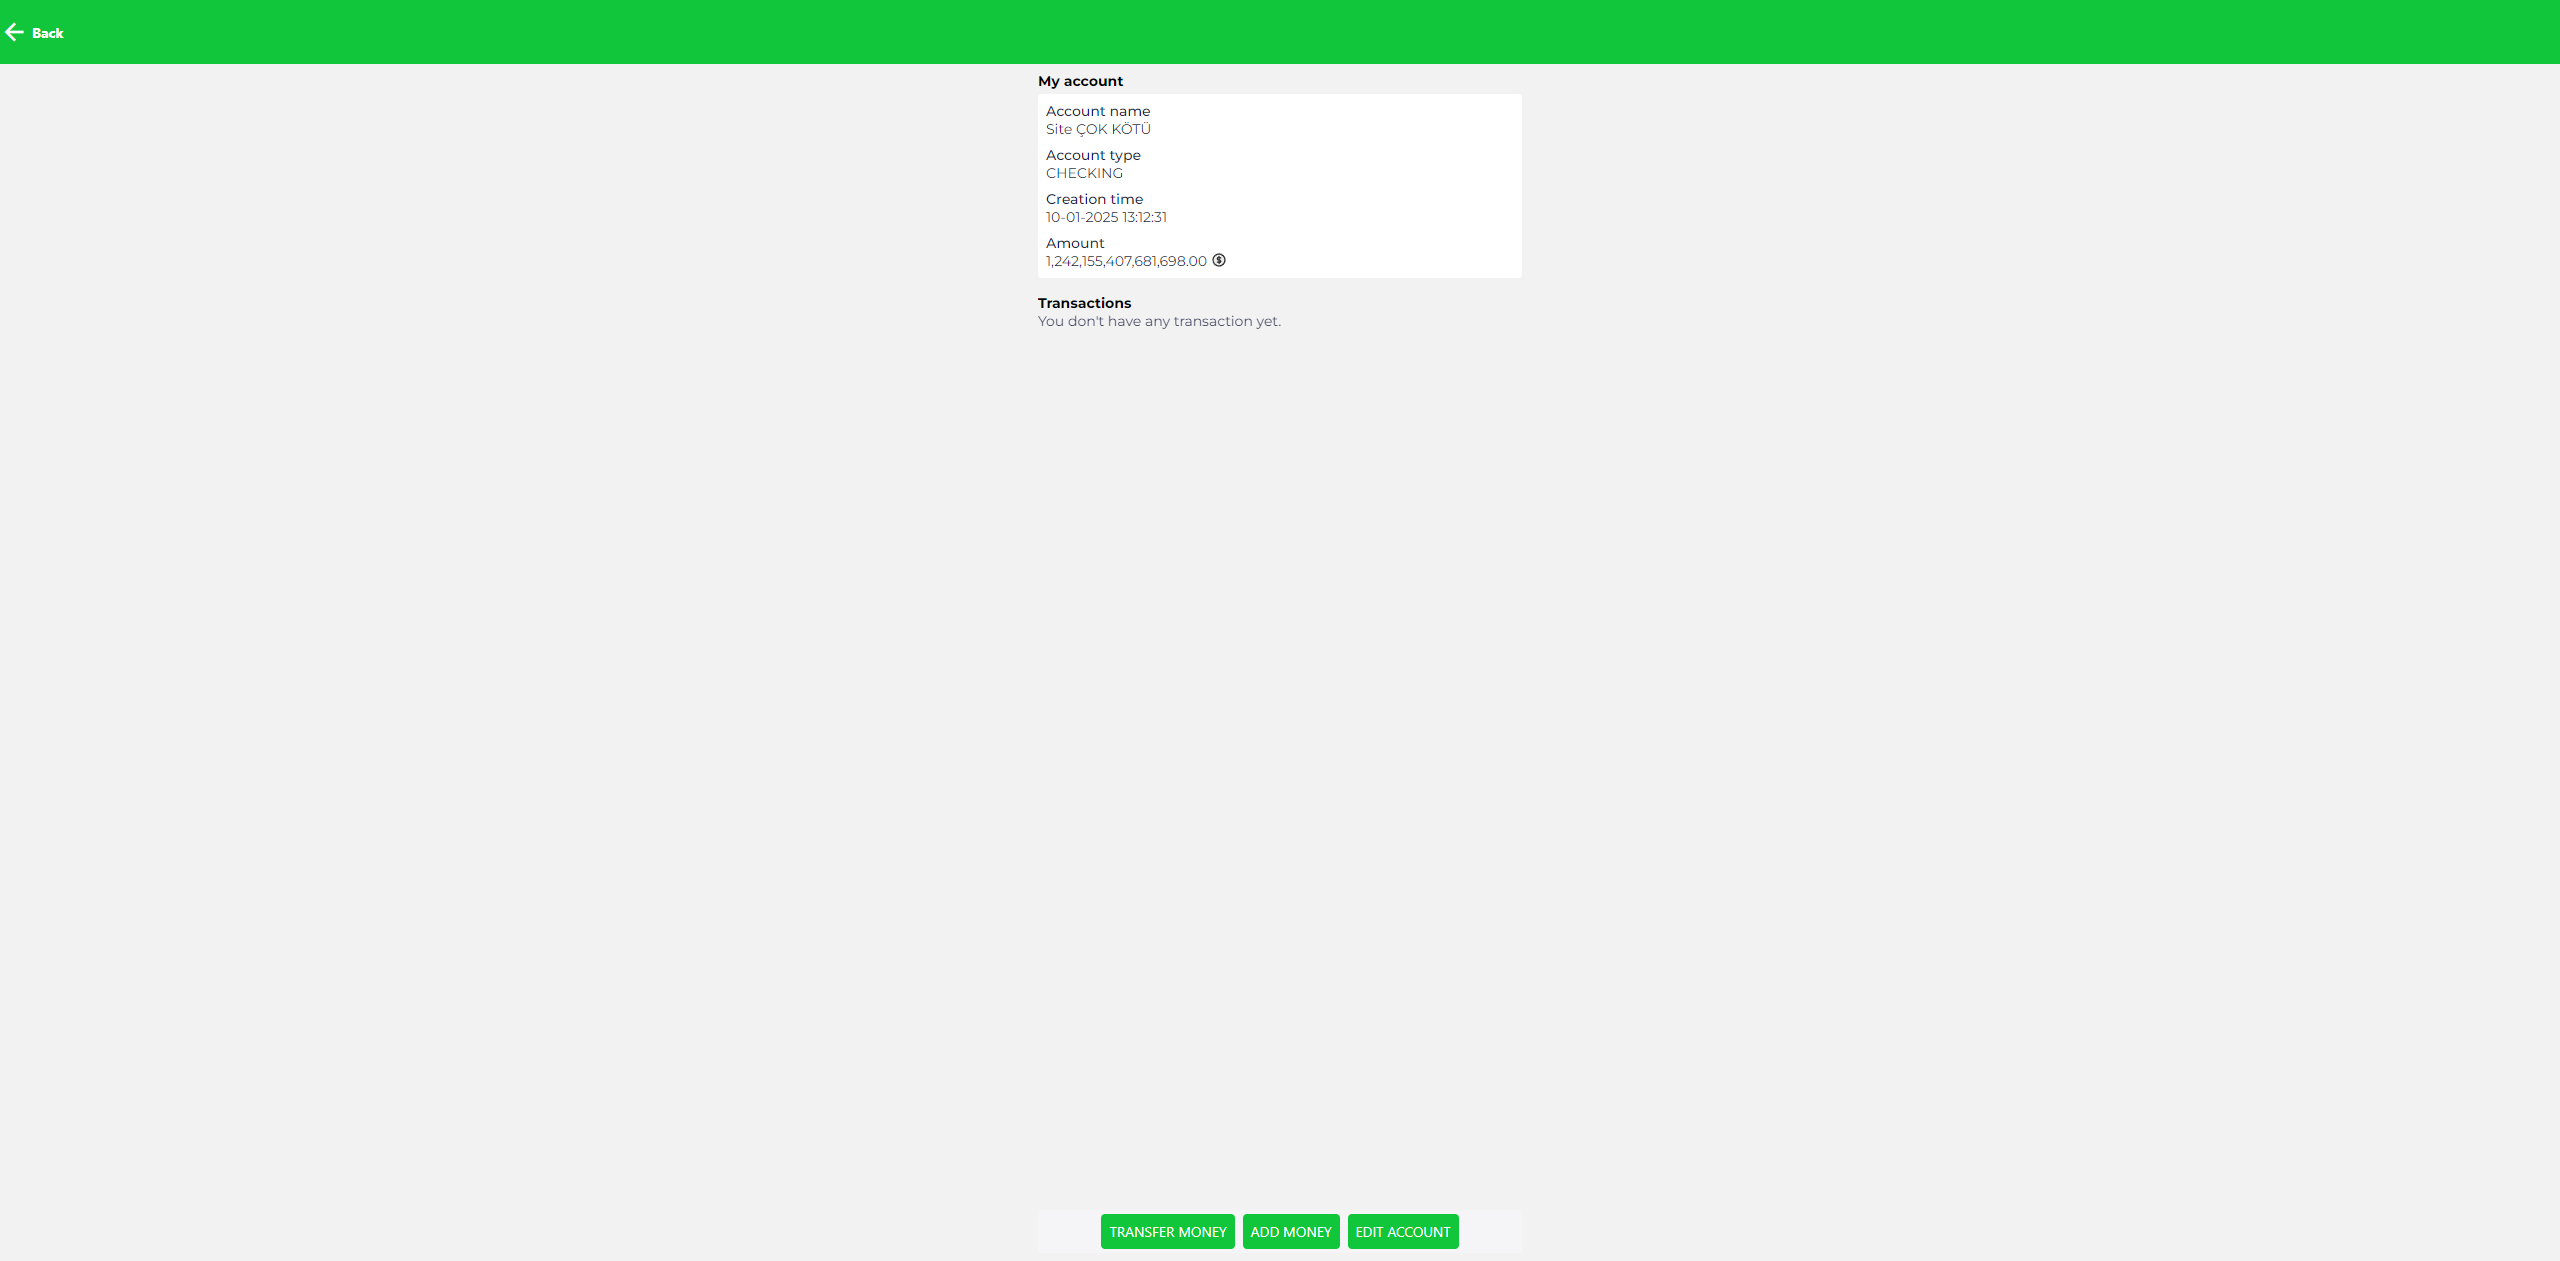 Back
My account
Account name
Site ÇOK KÖTÜ
Account type
CHECKING
Creation time
10-01-2025 13:12:31
Amount
1,242,155,407,681,698.00
Transactions
You don't have any transaction yet.
TRANSFER MONEY ADD MONEY EDIT ACCOUNT